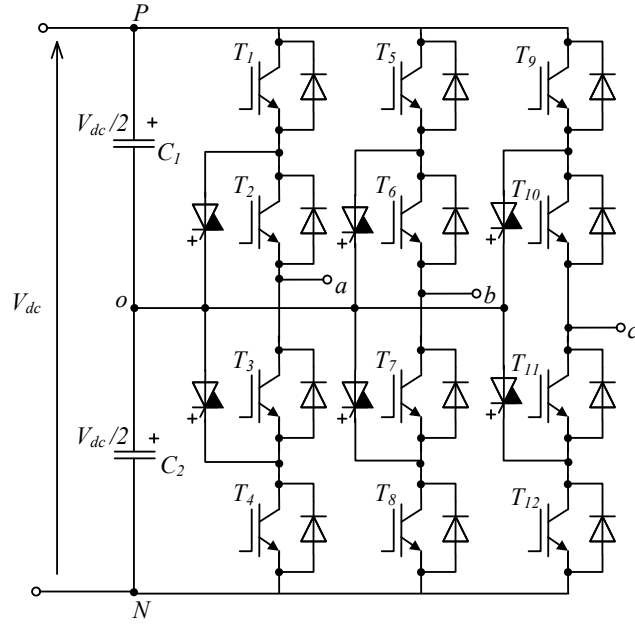 P
T1
T5
T9
Vdc/2 +
C1
T2
T6
T10
+
+
+
a
b
o
Vdc
c
T3
T7
T11
+
+
+
Vdc/2 +
C2
T4
T8
T12
N